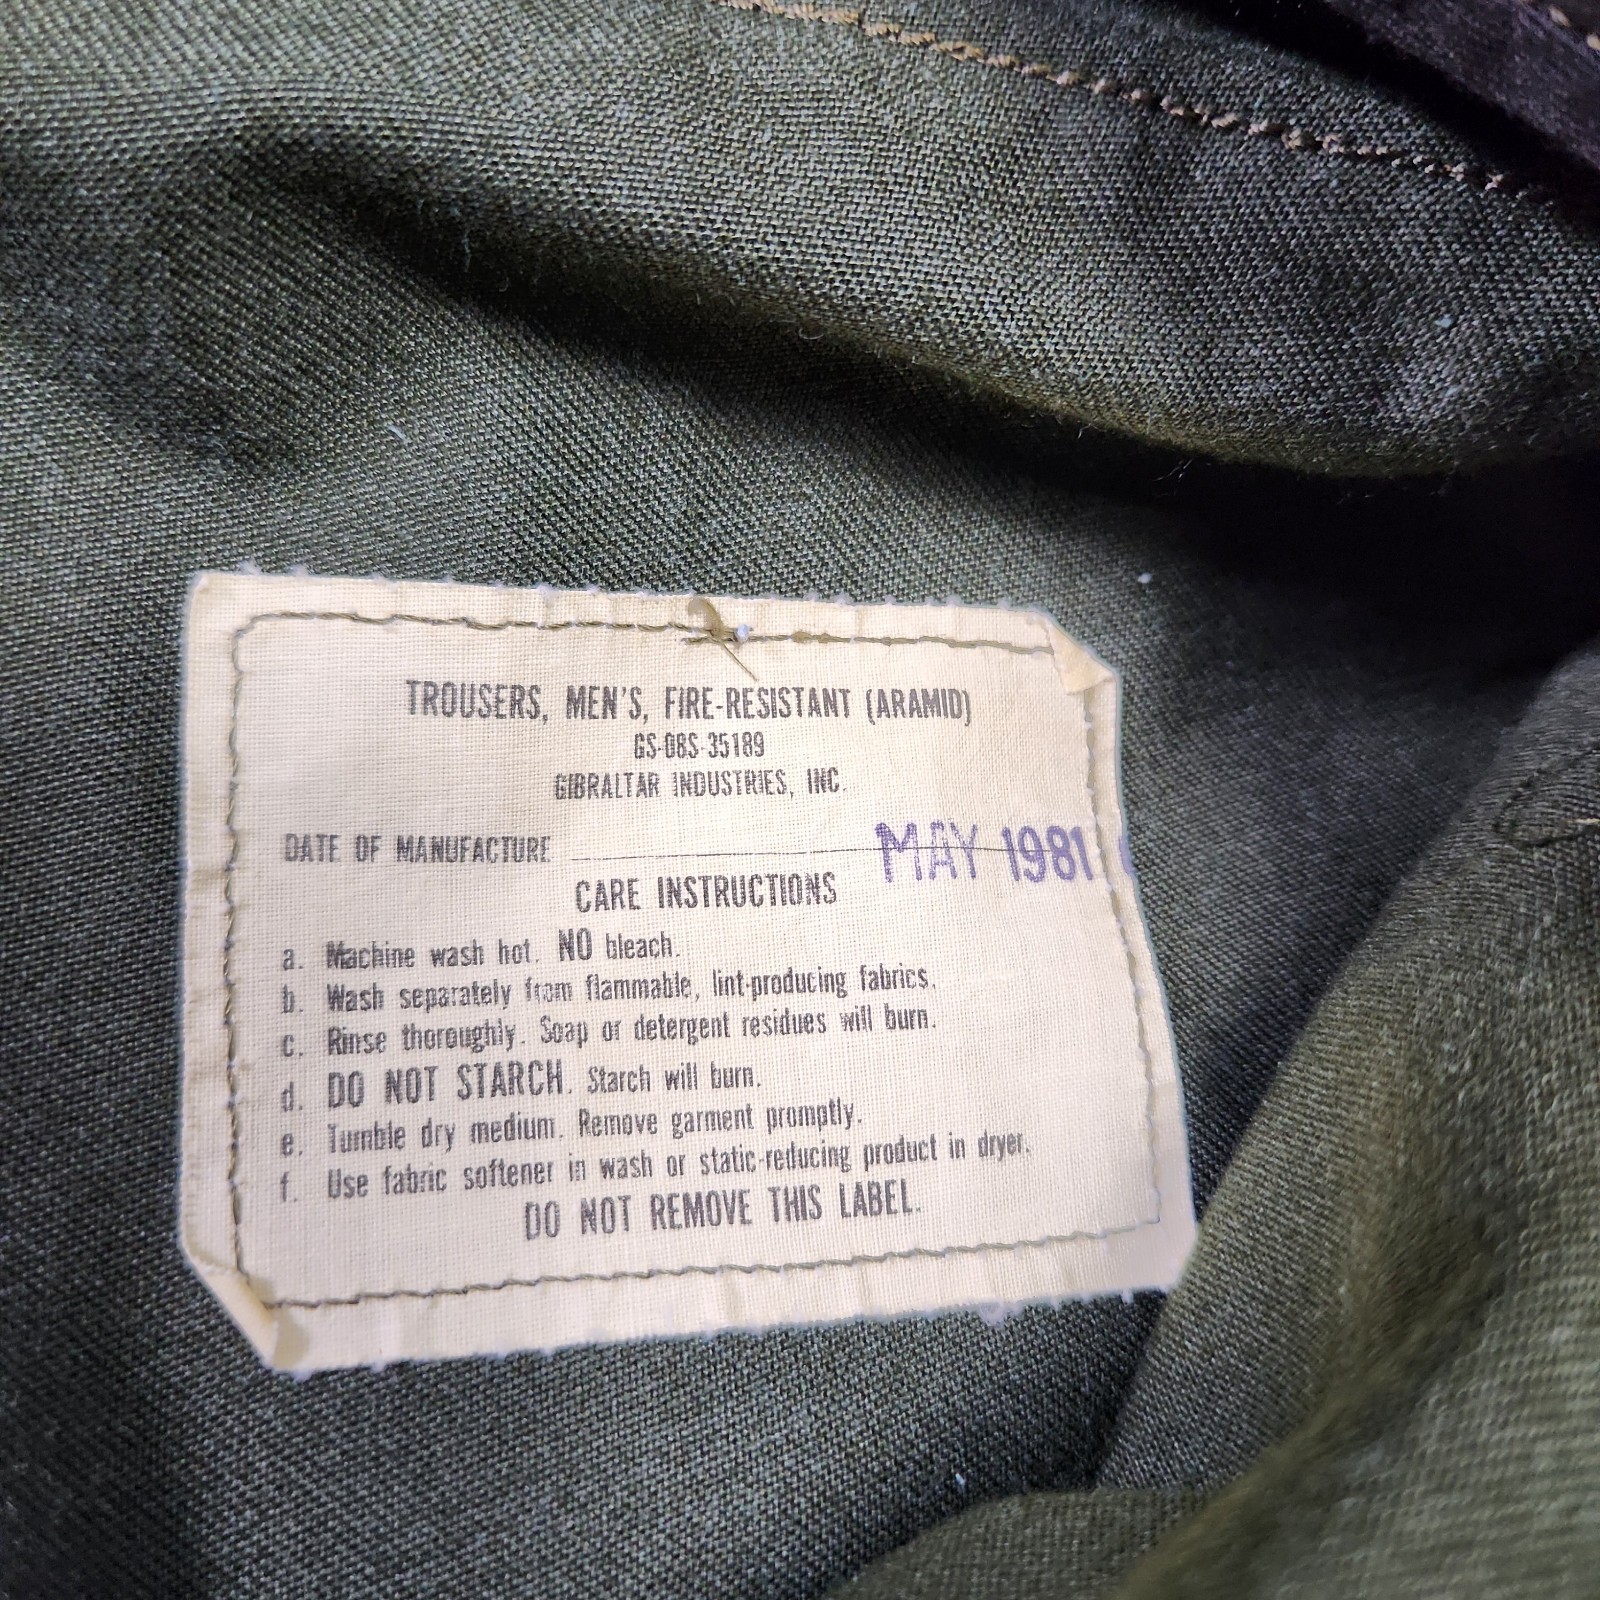 TROUSERS, MEN'S, FIRE-RESISTANT (ARAMID)
GS-08S-35189
GIBRALTAR INDUSTRIES, INC.
DATE OF MANUFACTURE MAY 1981
CARE INSTRUCTIONS
a. Machine wash hot. NO bleach.
b. Wash separately from flammable, lint-producing fabrics.
c. Rinse thoroughly. Soap or detergent residues will burn.
d. DO NOT STARCH. Starch will burn.
e. Tumble dry medium. Remove garment promptly.
f. Use fabric softener in wash or static-reducing product in dryer.
DO NOT REMOVE THIS LABEL.